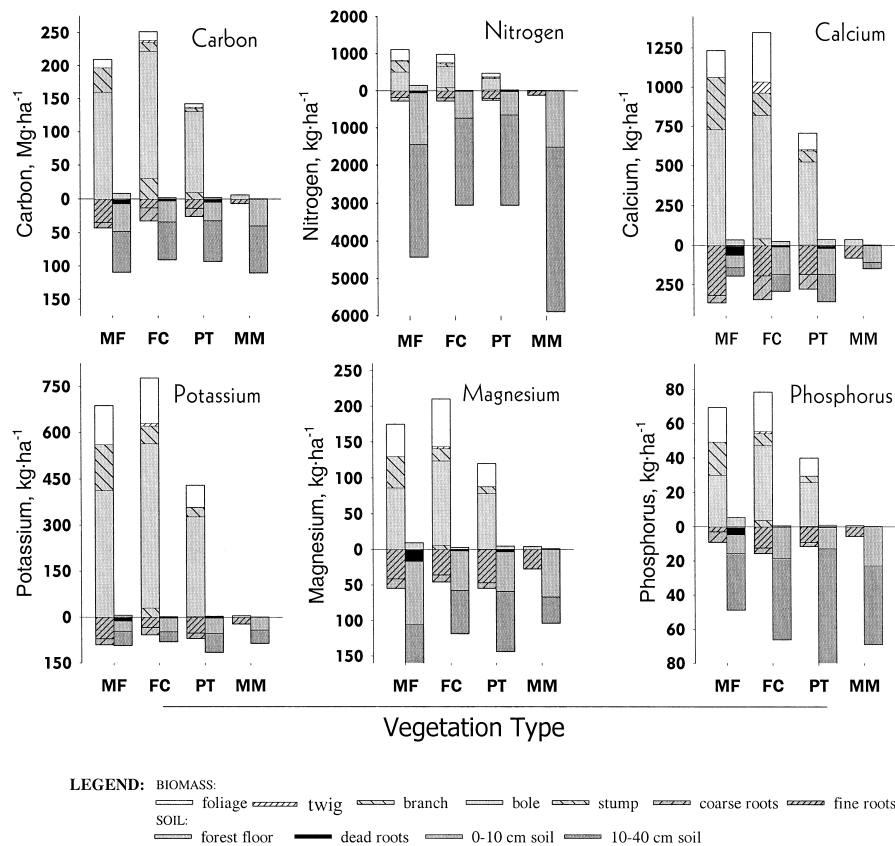 Carbon
Carbon, Mg·ha-1
250
200
150
100
50
0
50
100
150
MF FC PT MM
Nitrogen
Nitrogen, kg·ha-1
2000
1000
0
1000
2000
3000
4000
5000
6000
MF FC PT MM
Calcium
Calcium, kg·ha-1
1250
1000
750
500
250
0
250
MF FC PT MM
Potassium
Potassium, kg·ha-1
750
600
450
300
150
0
150
MF FC PT MM
Magnesium
Magnesium, kg·ha-1
200
150
100
50
0
50
100
150
MF FC PT MM
Phosphorus
Phosphorus, kg·ha-1
80
60
40
20
0
20
40
60
80
MF FC PT MM
Vegetation Type
LEGEND: BIOMASS:
foliage twig branch bole stump coarse roots fine roots
SOIL:
forest floor dead roots 0-10 cm soil 10-40 cm soil